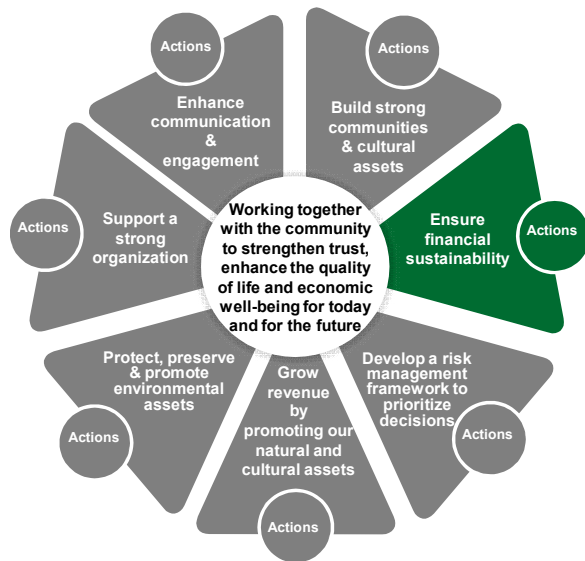 Actions
Enhance
communication
&
engagement
Actions
Build strong
communities
& cultural
assets
Actions
Ensure
financial
sustainability
Actions
Develop a risk
management
framework to
prioritize
decisions
Actions
Grow
revenue
by
promoting our
natural and
cultural assets
Actions
Protect, preserve
& promote
environmental
assets
Actions
Support a
strong
organization
Working together
with the community
to strengthen trust,
enhance the quality
of life and economic
well-being for today
and for the future